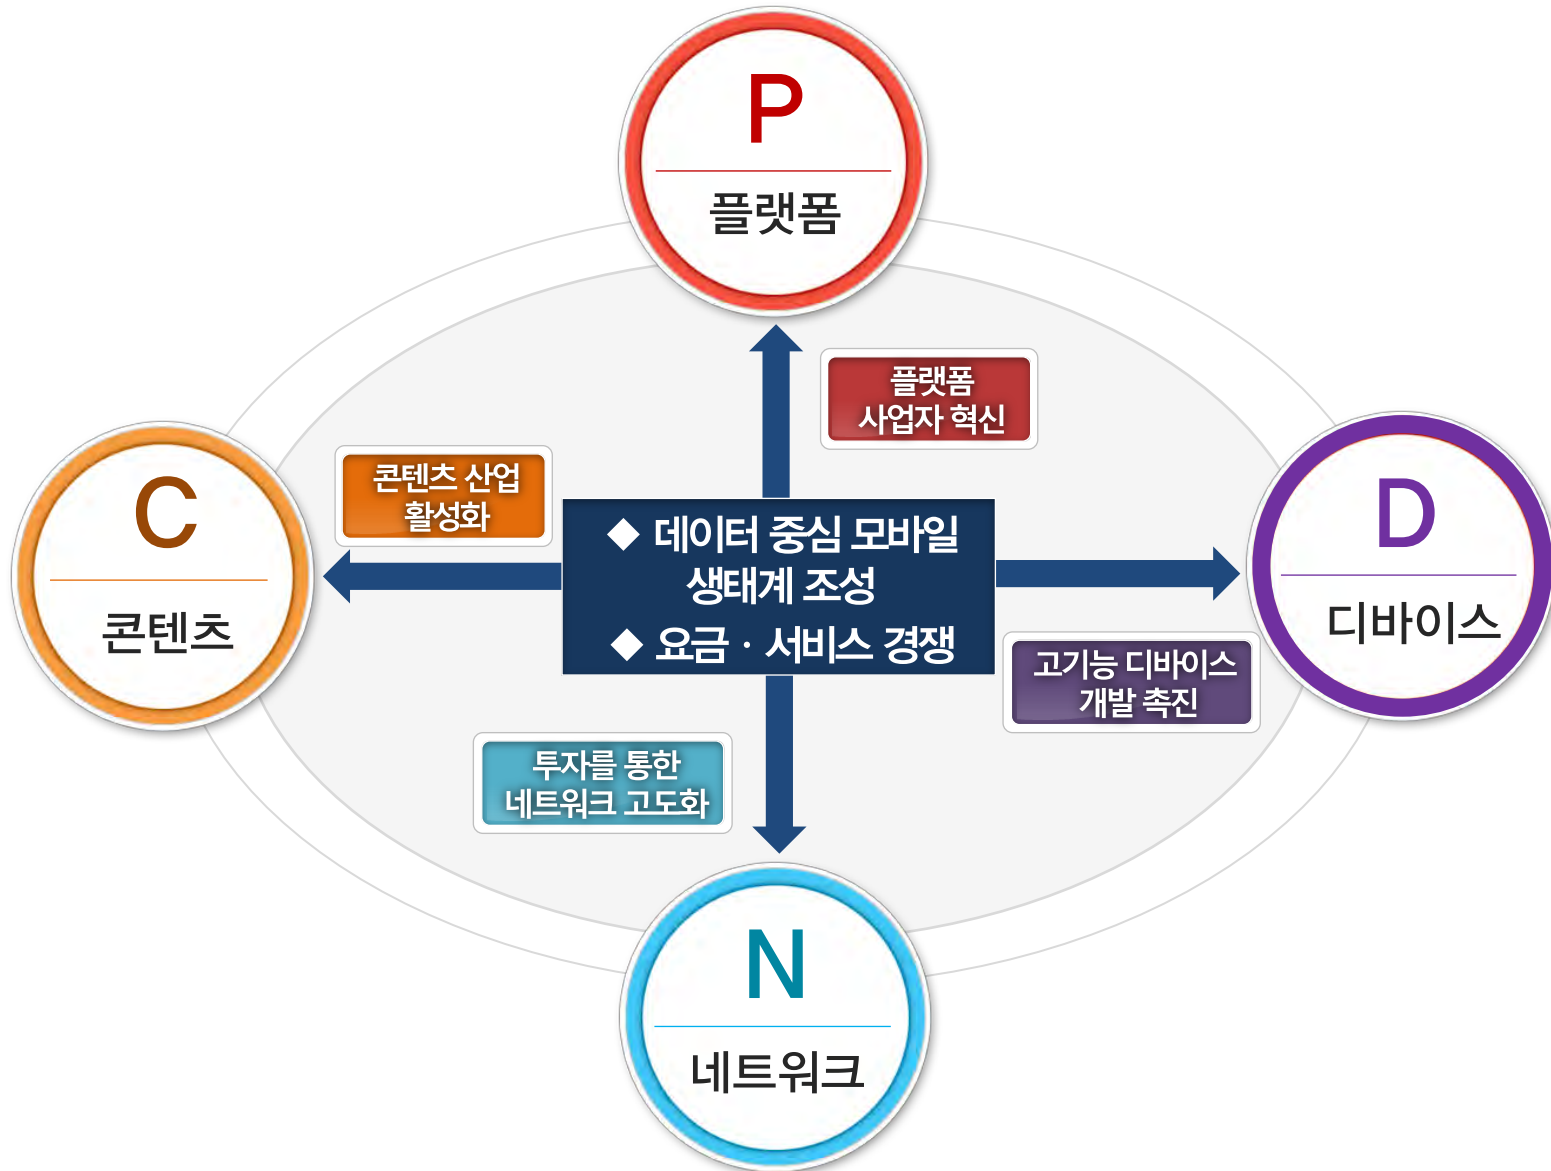 P
플랫폼
플랫폼
사업자 혁신
콘텐츠 산업
활성화
C
콘텐츠
◆ 데이터 중심 모바일
생태계 조성
◆ 요금 · 서비스 경쟁
D
디바이스
고기능 디바이스
개발 촉진
투자를 통한
네트워크 고도화
N
네트워크